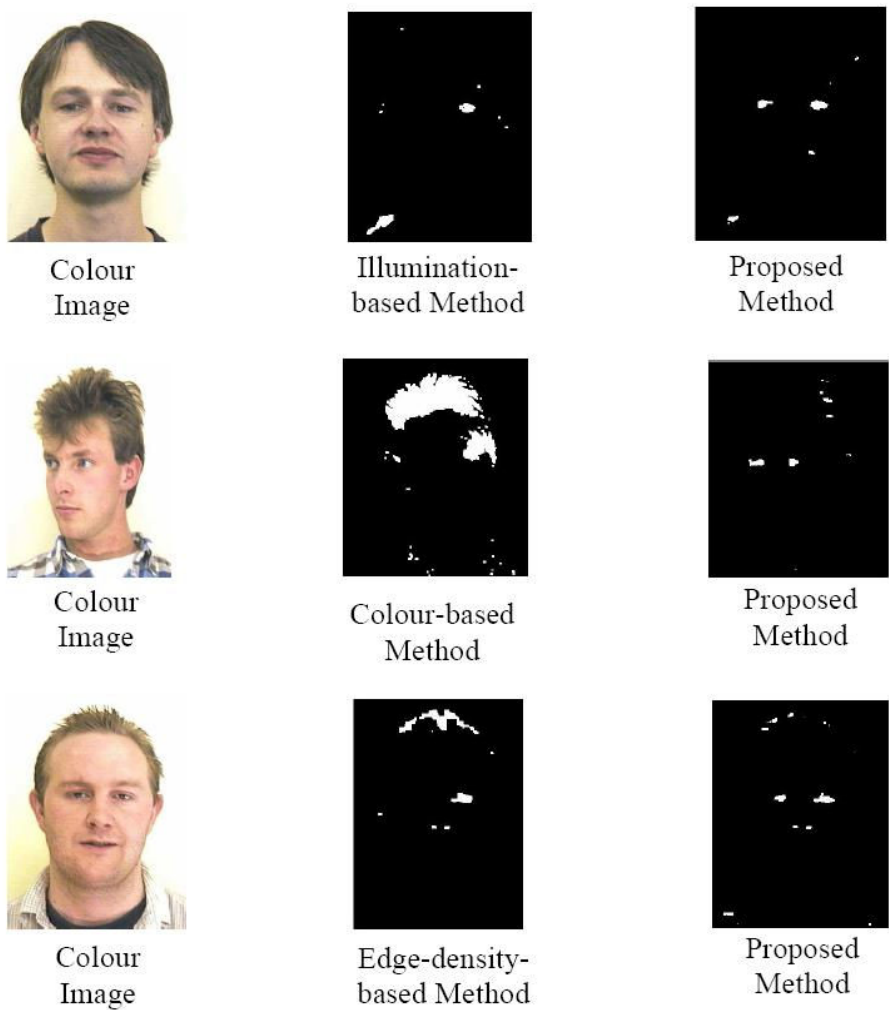 Colour
Image
Illumination-
based Method
Proposed
Method
Colour
Image
Colour-based
Method
Proposed
Method
Colour
Image
Edge-density-
based Method
Proposed
Method